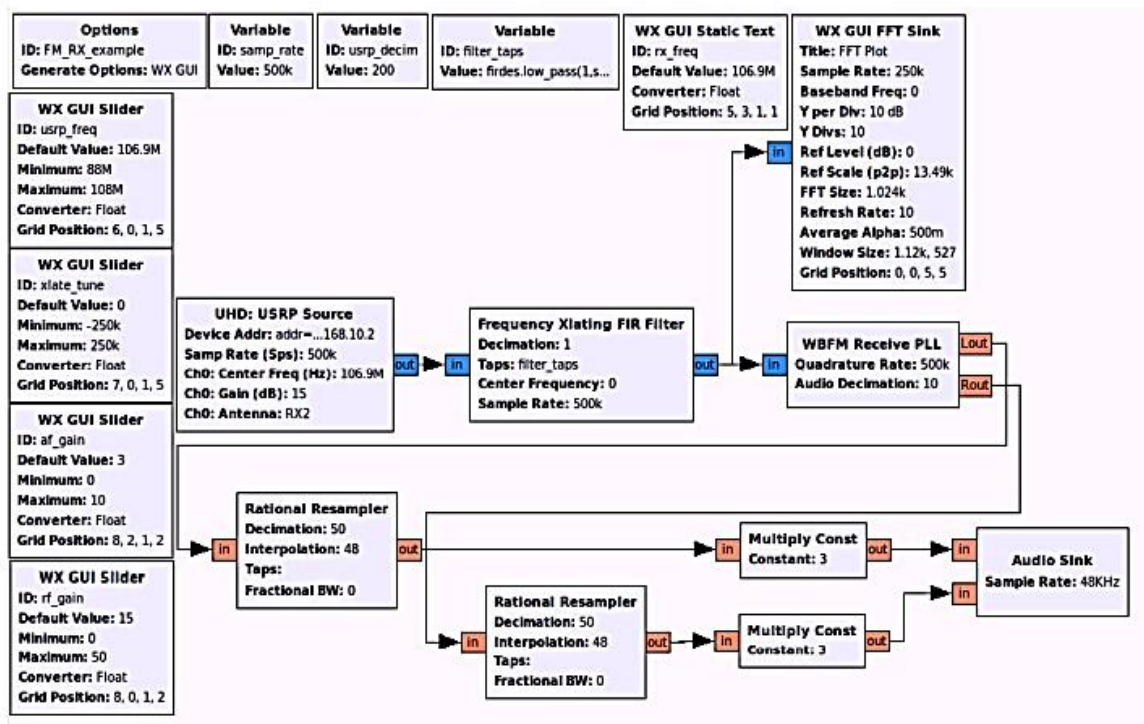 Options
ID: FM_RX_example
Generate Options: WX GUI
Variable
ID: samp_rate
Value: 500k
Variable
ID: usrp_decim
Value: 200
Variable
ID: filter_taps
Value: firdes.low_pass(1,s...
WX GUI Static Text
ID: rx_freq
Default Value: 106.9M
Converter: Float
Grid Position: 5, 3, 1, 1
WX GUI FFT Sink
Title: FFT Plot
Sample Rate: 250k
Baseband Freq: 0
Y per Div: 10 dB
Y Divs: 10
Ref Level (dB): 0
Ref Scale (p2p): 13.49k
FFT Size: 1.024k
Refresh Rate: 10
Average Alpha: 500m
Window Size: 1.12k, 527
Grid Position: 0, 0, 5, 5
in
WX GUI Slider
ID: usrp_freq
Default Value: 106.9M
Minimum: 88M
Maximum: 108M
Converter: Float
Grid Position: 6, 0, 1, 5
WX GUI Slider
ID: xlate_tune
Default Value: 0
Minimum: -250k
Maximum: 250k
Converter: Float
Grid Position: 7, 0, 1, 5
UHD: USRP Source
Device Addr: addr=...168.10.2
Samp Rate (Sps): 500k
Ch0: Center Freq (Hz): 106.9M
Ch0: Gain (dB): 15
Ch0: Antenna: RX2
out
in
Frequency Xlating FIR Filter
Decimation: 1
Taps: filter_taps
Center Frequency: 0
Sample Rate: 500k
out
in
WBFM Receive PLL
Quadrature Rate: 500k
Audio Decimation: 10
Lout
Rout
WX GUI Slider
ID: af_gain
Default Value: 3
Minimum: 0
Maximum: 10
Converter: Float
Grid Position: 8, 2, 1, 2
in
Rational Resampler
Decimation: 50
Interpolation: 48
Taps:
Fractional BW: 0
out
in
Multiply Const
Constant: 3
out
in
in
Audio Sink
Sample Rate: 48KHz
WX GUI Slider
ID: rf_gain
Default Value: 15
Minimum: 0
Maximum: 50
Converter: Float
Grid Position: 8, 0, 1, 2
in
Rational Resampler
Decimation: 50
Interpolation: 48
Taps:
Fractional BW: 0
out
in
Multiply Const
Constant: 3
out